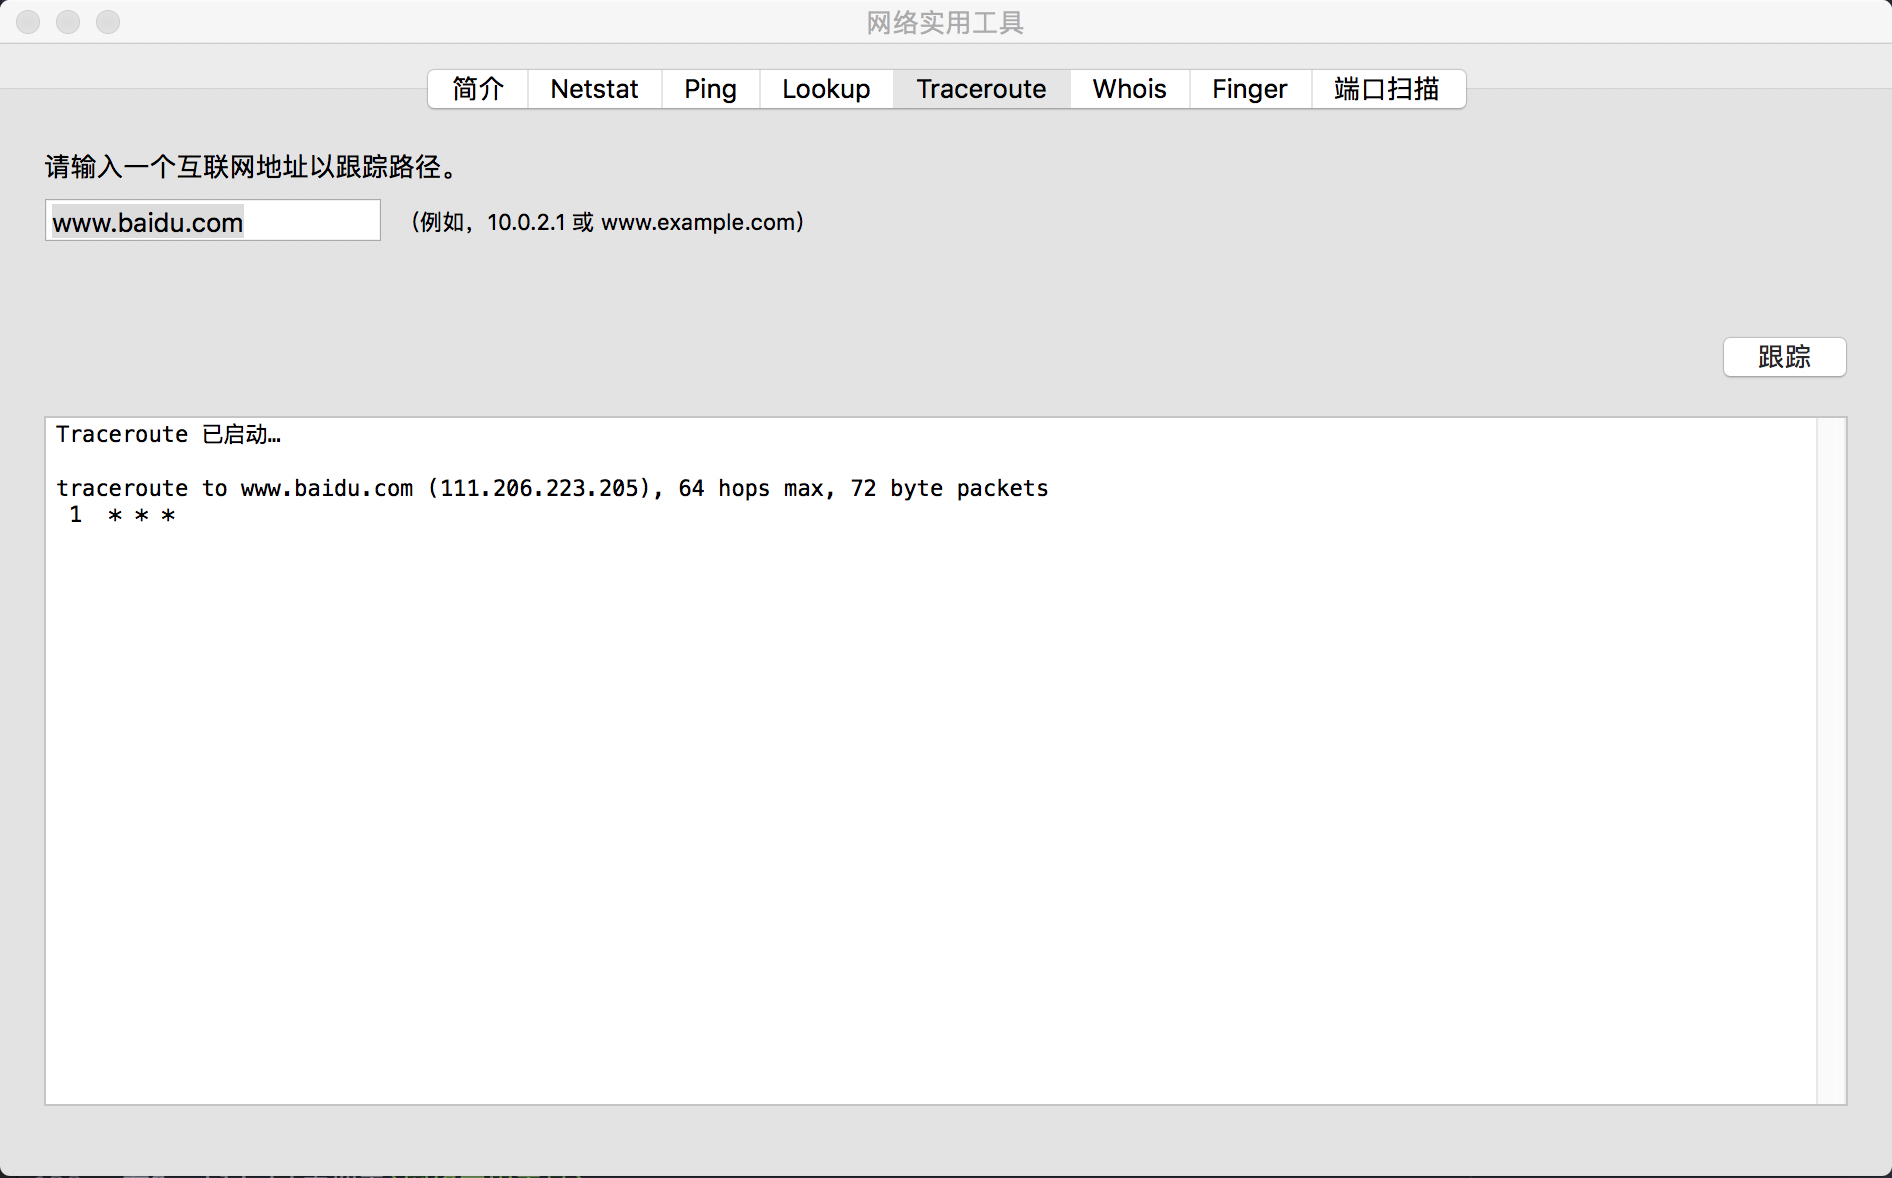 网络实用工具
简介 Netstat Ping Lookup Traceroute Whois Finger 端口扫描
请输入一个互联网地址以跟踪路径。
www.baidu.com （例如，10.0.2.1 或 www.example.com）
跟踪
Traceroute 已启动…
traceroute to www.baidu.com (111.206.223.205), 64 hops max, 72 byte packets
1 * * *